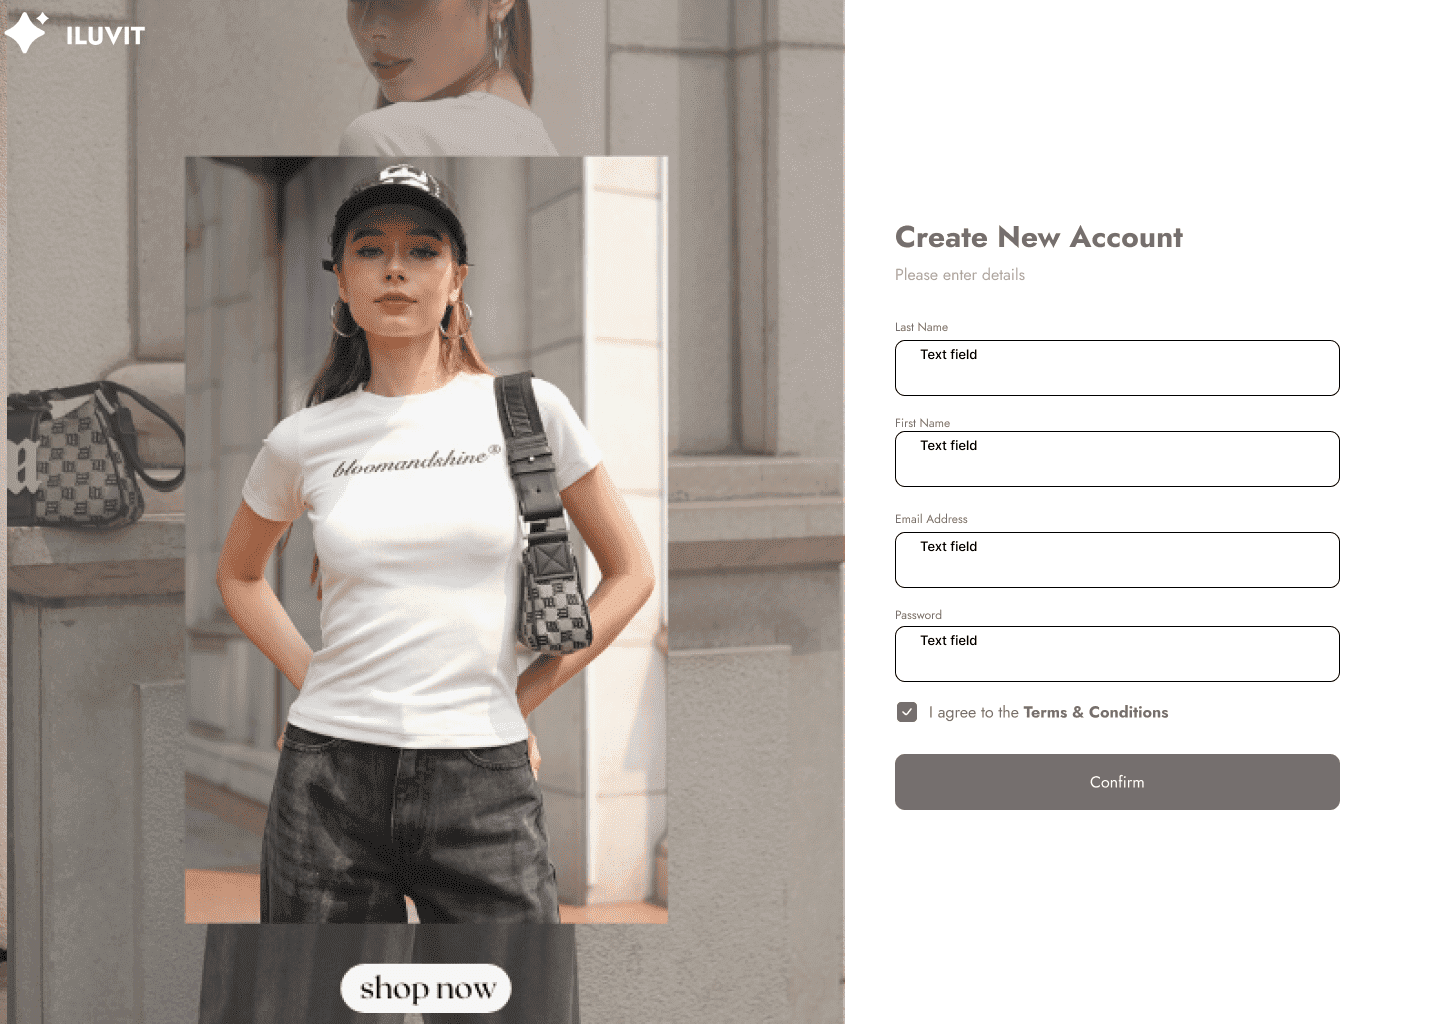 ILUVIT
bloomandshine®
a
shop now
Create New Account
Please enter details
Last Name
Text field
First Name
Text field
Email Address
Text field
Password
Text field
I agree to the Terms & Conditions
Confirm